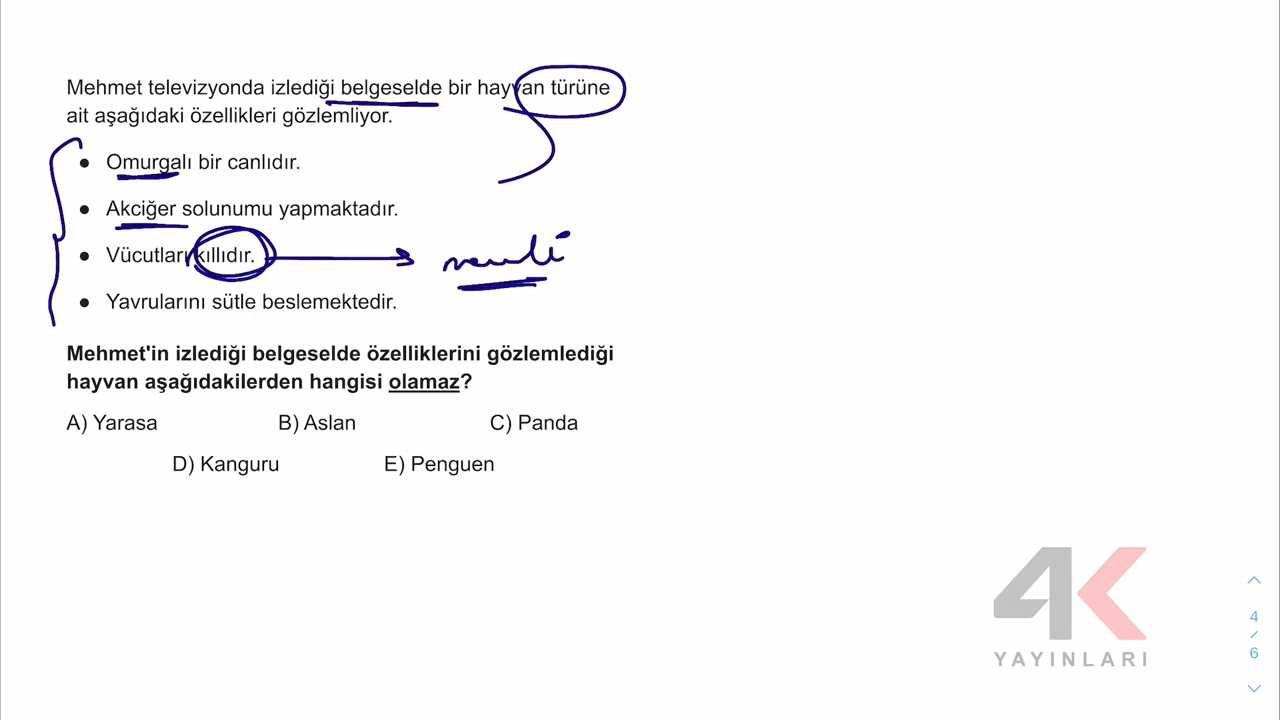 Mehmet televizyonda izlediği belgeselde bir hayvan türüne
ait aşağıdaki özellikleri gözlemliyor.
● Omurgalı bir canlıdır.
● Akciğer solunumu yapmaktadır.
● Vücutları kıllıdır.
● Yavrularını sütle beslemektedir.
Mehmet'in izlediği belgeselde özelliklerini gözlemlediği
hayvan aşağıdakilerden hangisi olamaz?
A) Yarasa B) Aslan C) Panda
D) Kanguru E) Penguen
4K
YAYINLARI
4
/
6